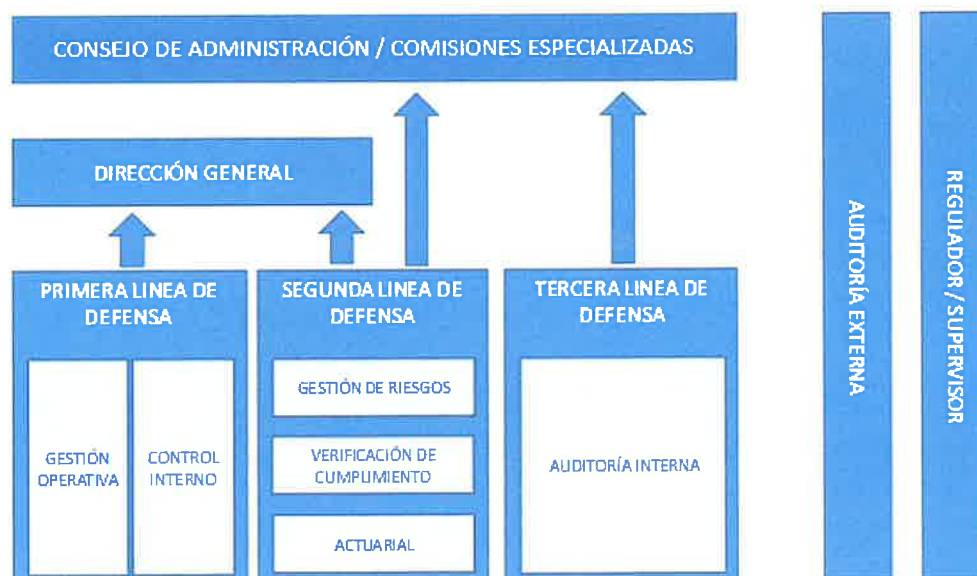 CONSEJO DE ADMINISTRACIÓN / COMISIONES ESPECIALIZADAS
DIRECCIÓN GENERAL
PRIMERA LINEA DE
DEFENSA
GESTIÓN
OPERATIVA
CONTROL
INTERNO
SEGUNDA LINEA DE
DEFENSA
GESTIÓN DE RIESGOS
VERIFICACIÓN DE
CUMPLIMIENTO
ACTUARIAL
TERCERA LINEA DE
DEFENSA
AUDITORÍA INTERNA
AUDITORÍA EXTERNA
REGULADOR / SUPERVISOR